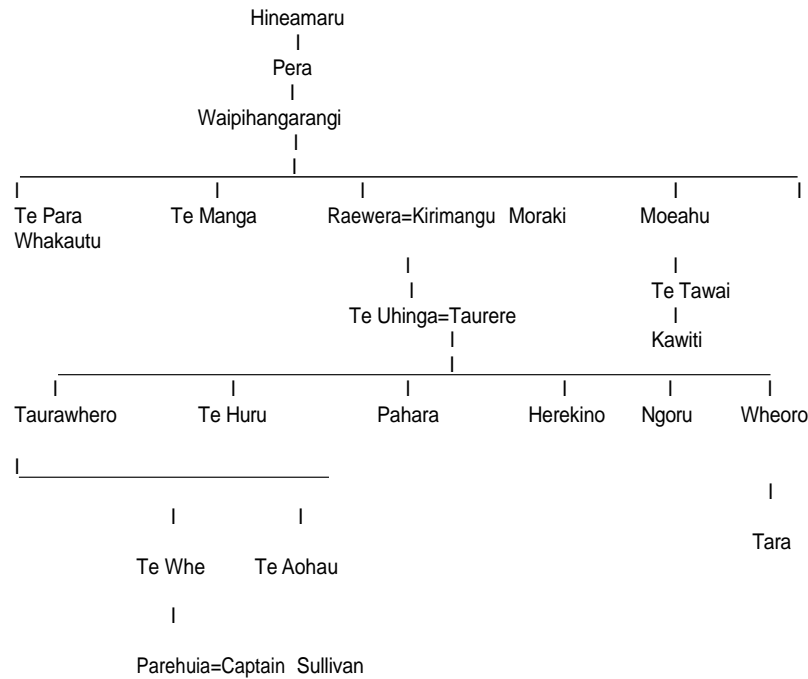 Hineamaru
Pera
Waipihangarangi
Te Para Te Manga Raewera=Kirimangu Moraki Moeahu
Whakautu
Te Tawai
Te Uhinga=Taurere
Kawiti
Taurawhero Te Huru Pahara Herekino Ngoru Wheoro
Tara
Te Whe Te Aohau
Parehuia=Captain Sullivan